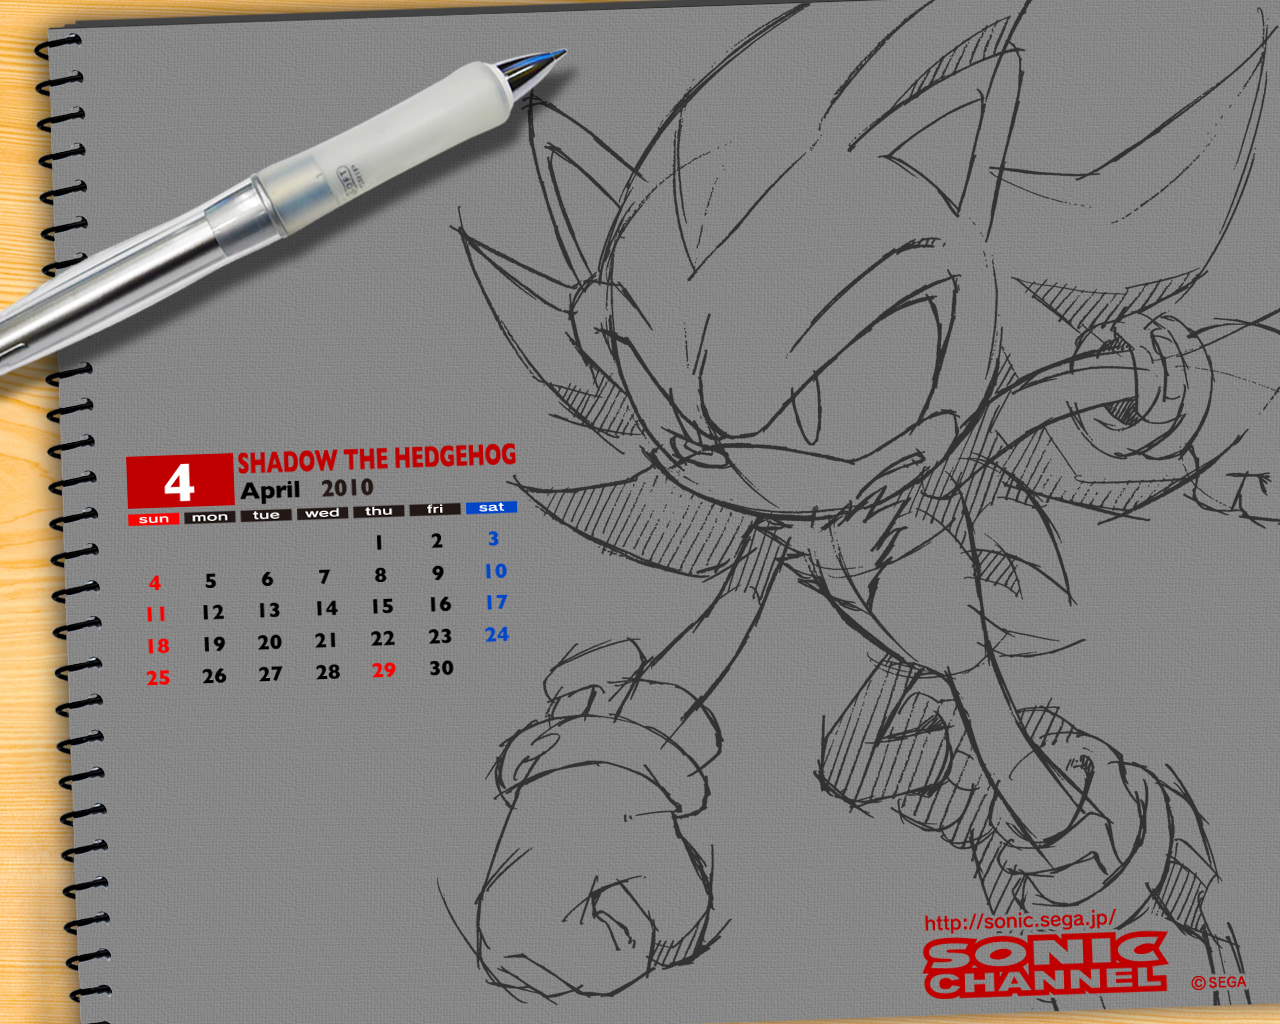 LOFT
4
SHADOW THE HEDGEHOG
April 2010
sun mon tue wed thu fri sat
1 2 3
4 5 6 7 8 9 10
11 12 13 14 15 16 17
18 19 20 21 22 23 24
25 26 27 28 29 30
http://sonic.sega.jp/
SONIC
CHANNEL
©SEGA